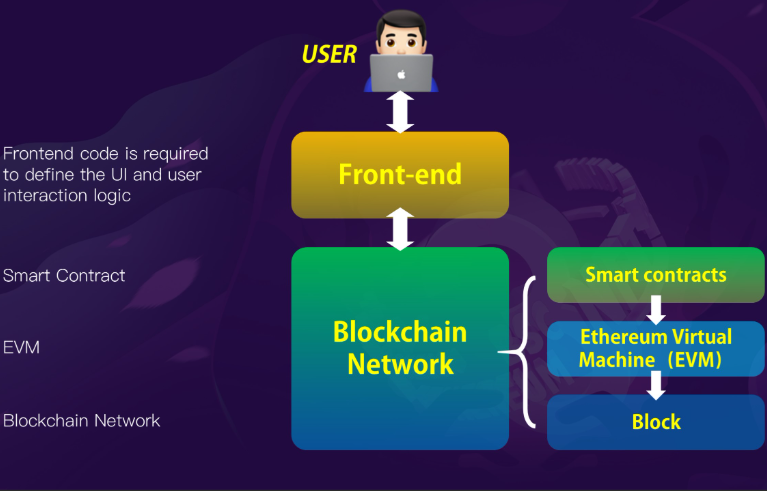 USER
Frontend code is required
to define the UI and user
interaction logic
Front-end
Smart Contract
EVM
Blockchain Network
Blockchain
Network
Smart contracts
Ethereum Virtual
Machine（EVM）
Block